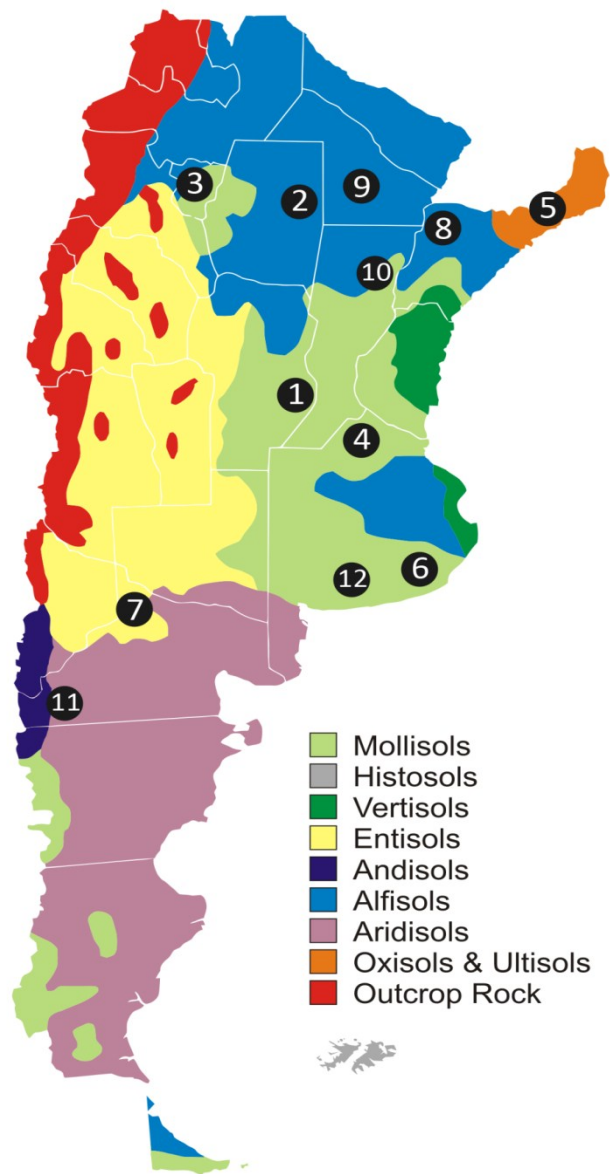 3
2
9
5
8
10
1
4
12
6
7
11
Mollisols
Histosols
Vertisols
Entisols
Andisols
Alfisols
Aridisols
Oxisols & Ultisols
Outcrop Rock